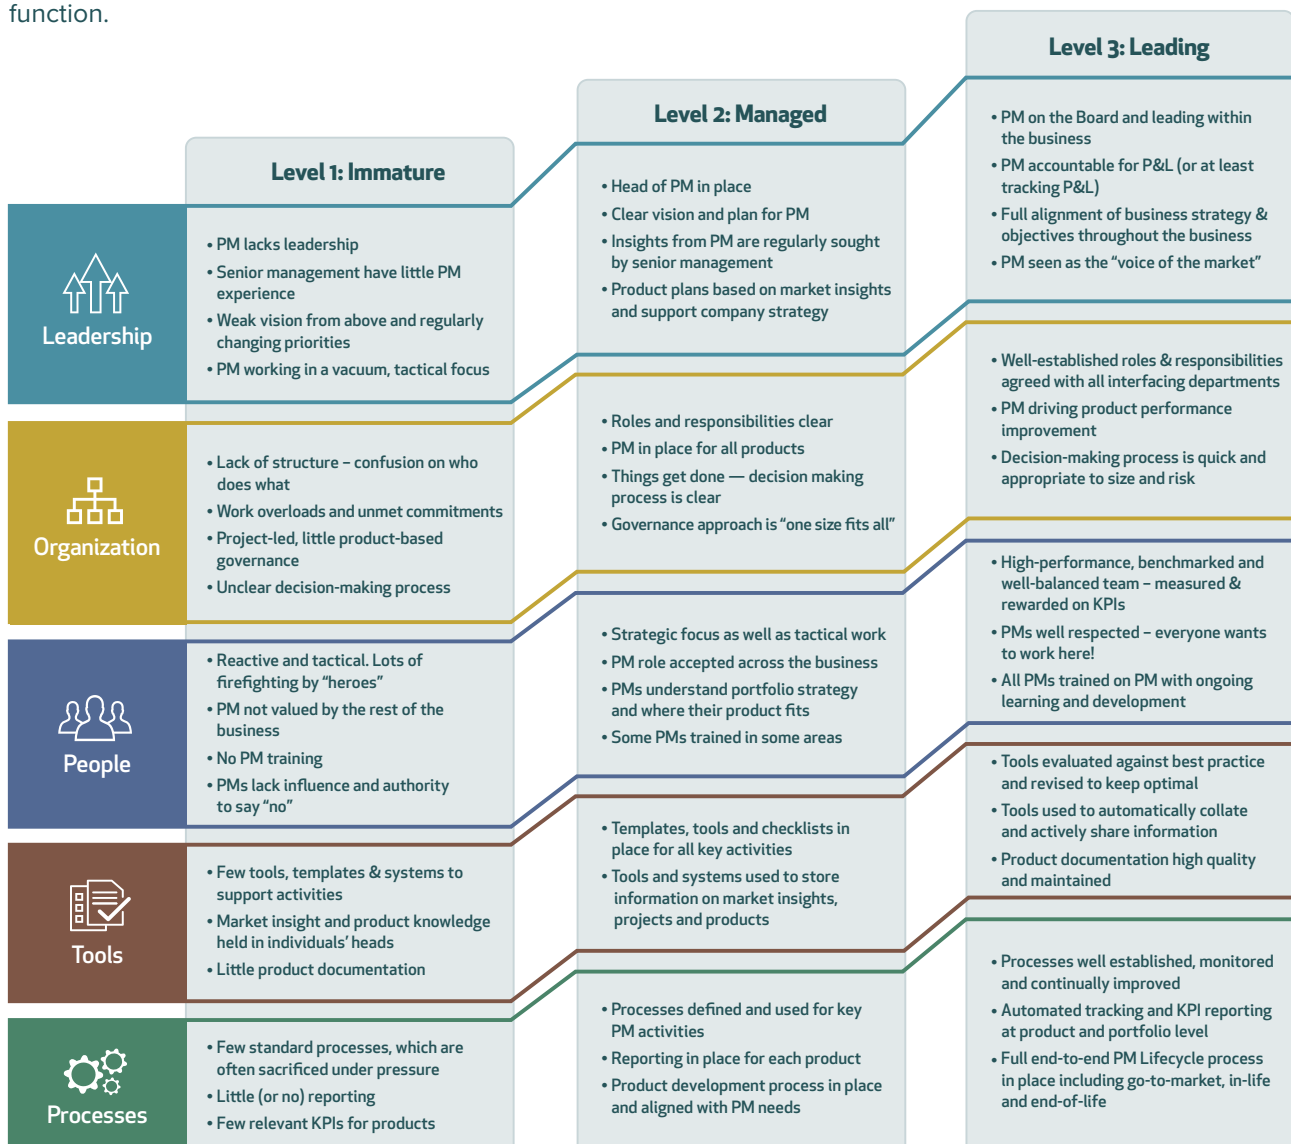 function.
Level 1: Immature
Level 2: Managed
Level 3: Leading
Leadership
• PM lacks leadership
• Senior management have little PM
experience
• Weak vision from above and regularly
changing priorities
• PM working in a vacuum, tactical focus
• Head of PM in place
• Clear vision and plan for PM
• Insights from PM are regularly sought
by senior management
• Product plans based on market insights
and support company strategy
• PM on the Board and leading within
the business
• PM accountable for P&L (or at least
tracking P&L)
• Full alignment of business strategy &
objectives throughout the business
• PM seen as the “voice of the market”
Organization
• Lack of structure – confusion on who
does what
• Work overloads and unmet commitments
• Project-led, little product-based
governance
• Unclear decision-making process
• Roles and responsibilities clear
• PM in place for all products
• Things get done — decision making
process is clear
• Governance approach is “one size fits all”
• Well-established roles & responsibilities
agreed with all interfacing departments
• PM driving product performance
improvement
• Decision-making process is quick and
appropriate to size and risk
People
• Reactive and tactical. Lots of
firefighting by “heroes”
• PM not valued by the rest of the
business
• No PM training
• PMs lack influence and authority
to say “no”
• Strategic focus as well as tactical work
• PM role accepted across the business
• PMs understand portfolio strategy
and where their product fits
• Some PMs trained in some areas
• High-performance, benchmarked and
well-balanced team – measured &
rewarded on KPIs
• PMs well respected – everyone wants
to work here!
• All PMs trained on PM with ongoing
learning and development
Tools
• Few tools, templates & systems to
support activities
• Market insight and product knowledge
held in individuals’ heads
• Little product documentation
• Templates, tools and checklists in
place for all key activities
• Tools and systems used to store
information on market insights,
projects and products
• Tools evaluated against best practice
and revised to keep optimal
• Tools used to automatically collate
and actively share information
• Product documentation high quality
and maintained
Processes
• Few standard processes, which are
often sacrificed under pressure
• Little (or no) reporting
• Few relevant KPIs for products
• Processes defined and used for key
PM activities
• Reporting in place for each product
• Product development process in place
and aligned with PM needs
• Processes well established, monitored
and continually improved
• Automated tracking and KPI reporting
at product and portfolio level
• Full end-to-end PM Lifecycle process
in place including go-to-market, in-life
and end-of-life